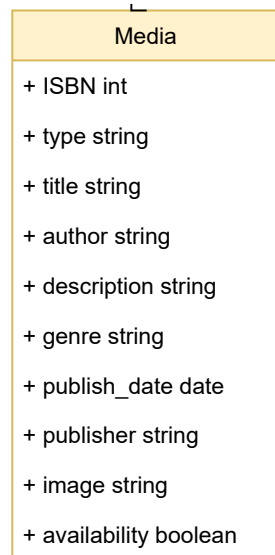 Media
+ ISBN int
+ type string
+ title string
+ author string
+ description string
+ genre string
+ publish_date date
+ publisher string
+ image string
+ availability boolean